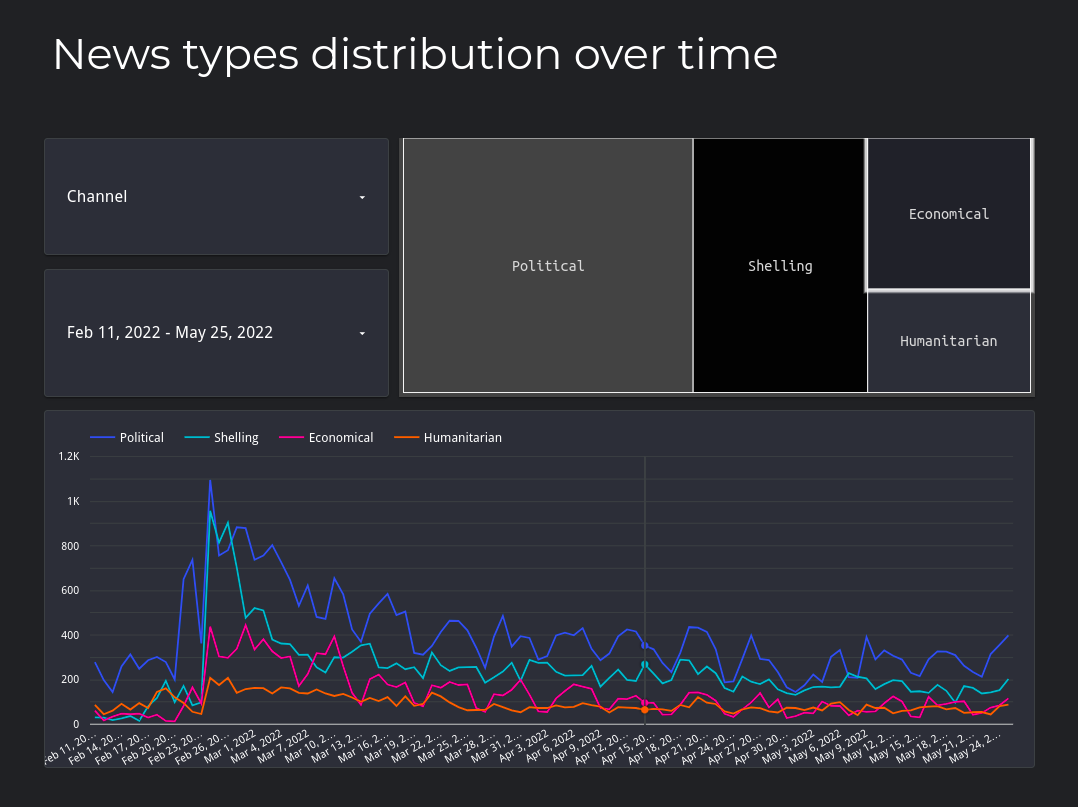 News types distribution over time
Channel
Feb 11, 2022 - May 25, 2022
Political
Shelling
Economical
Humanitarian
Political Shelling Economical Humanitarian
1.2K
1K
800
600
400
200
0
Feb 11, 20...
Feb 14, 20...
Feb 17, 20...
Feb 20, 20...
Feb 23, 20...
Feb 26, 20...
Mar 1, 2022
Mar 4, 2022
Mar 7, 2022
Mar 10, 2...
Mar 13, 2...
Mar 16, 2...
Mar 19, 2...
Mar 22, 2...
Mar 25, 2...
Mar 28, 2...
Mar 31, 2...
Apr 3, 2022
Apr 6, 2022
Apr 9, 2022
Apr 12, 20...
Apr 15, 20...
Apr 18, 20...
Apr 21, 20...
Apr 24, 20...
Apr 27, 20...
Apr 30, 20...
May 3, 2022
May 6, 2022
May 9, 2022
May 12, 2...
May 15, 2...
May 18, 2...
May 21, 2...
May 24, 2...